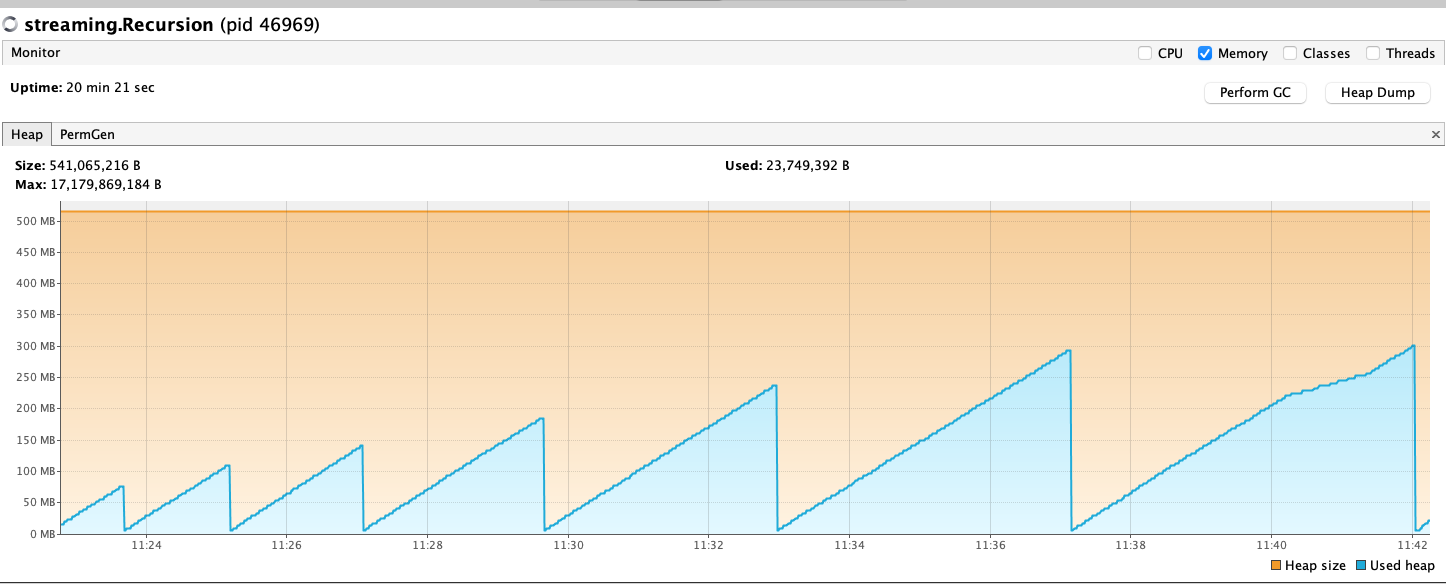 streaming.Recursion (pid 46969)
Monitor
CPU Memory Classes Threads
Uptime: 20 min 21 sec
Perform GC Heap Dump
Heap PermGen ×
Size: 541,065,216 B
Used: 23,749,392 B
Max: 17,179,869,184 B
500 MB
450 MB
400 MB
350 MB
300 MB
250 MB
200 MB
150 MB
100 MB
50 MB
0 MB
11:24 11:26 11:28 11:30 11:32 11:34 11:36 11:38 11:40 11:42
Heap size Used heap